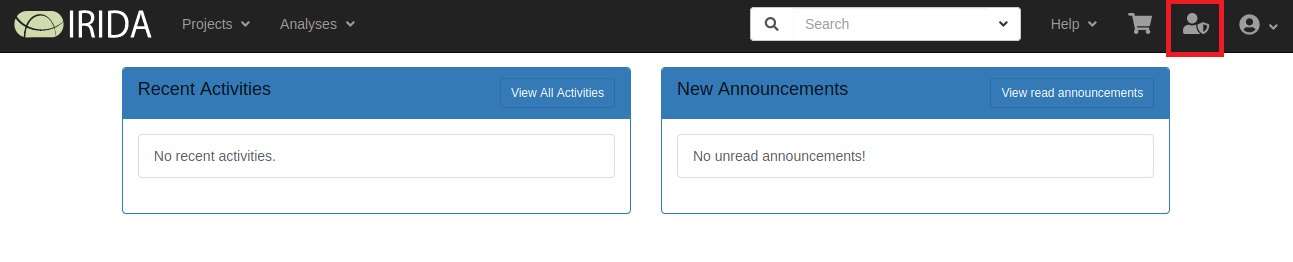 IRIDA Projects Analyses Search Help
Recent Activities View All Activities
No recent activities.
New Announcements View read announcements
No unread announcements!